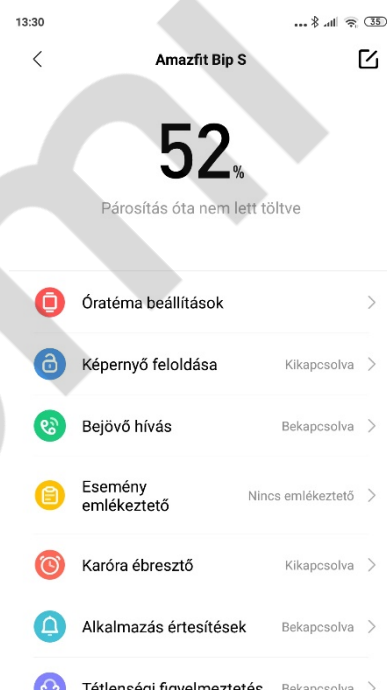 13:30
35
Amazfit Bip S
52%
Párosítás óta nem lett töltve
Óratéma beállítások
Képernyő feloldása Kikapcsolva
Bejövő hívás Bekapcsolva
Esemény
emlékeztető Nincs emlékeztető
Karóra ébresztő Kikapcsolva
Alkalmazás értesítések Bekapcsolva
Tétlenségi figyelmeztetés Bekapcsolva